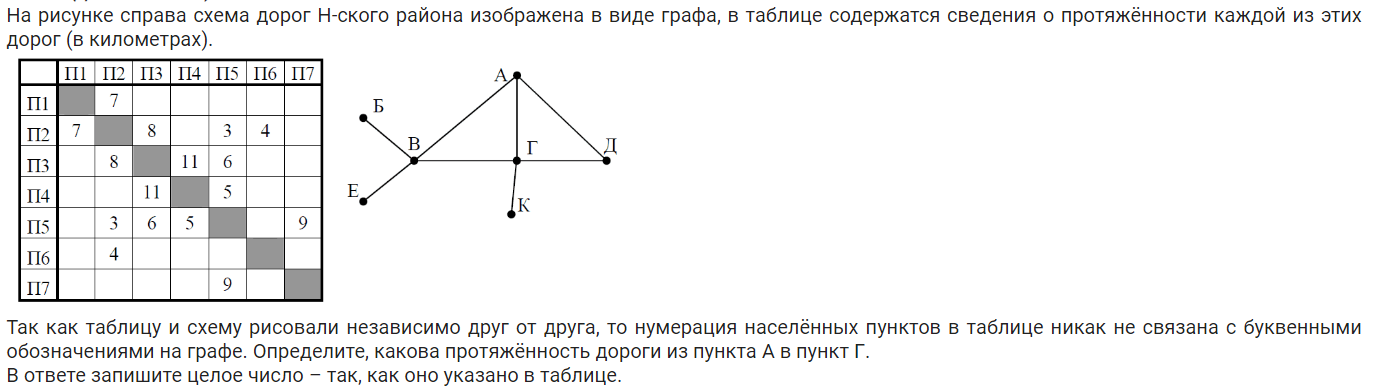 На рисунке справа схема дорог Н-ского района изображена в виде графа, в таблице содержатся сведения о протяжённости каждой из этих
дорог (в километрах).
П1 П2 П3 П4 П5 П6 П7
П1 7
П2 7 8 3 4
П3 8 11 6
П4 11 5
П5 3 6 5 9
П6 4
П7 9
А
Б
В
Г
Д
Е
К
Так как таблицу и схему рисовали независимо друг от друга, то нумерация населённых пунктов в таблице никак не связана с буквенными
обозначениями на графе. Определите, какова протяжённость дороги из пункта А в пункт Г.
В ответе запишите целое число – так, как оно указано в таблице.